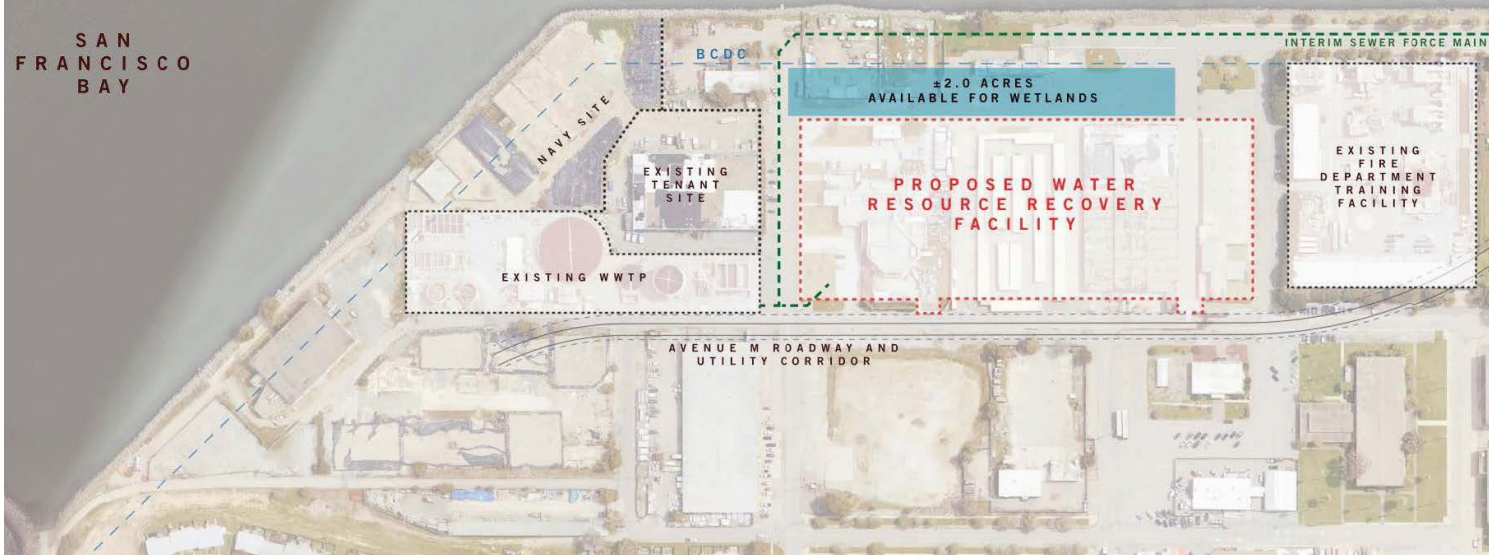 SAN
FRANCISCO
BAY
BCDC
INTERIM SEWER FORCE MAIN
±2.0 ACRES
AVAILABLE FOR WETLANDS
NAVY SITE
EXISTING
TENANT
SITE
PROPOSED WATER
RESOURCE RECOVERY
FACILITY
EXISTING
FIRE
DEPARTMENT
TRAINING
FACILITY
EXISTING WWTP
AVENUE M ROADWAY AND
UTILITY CORRIDOR